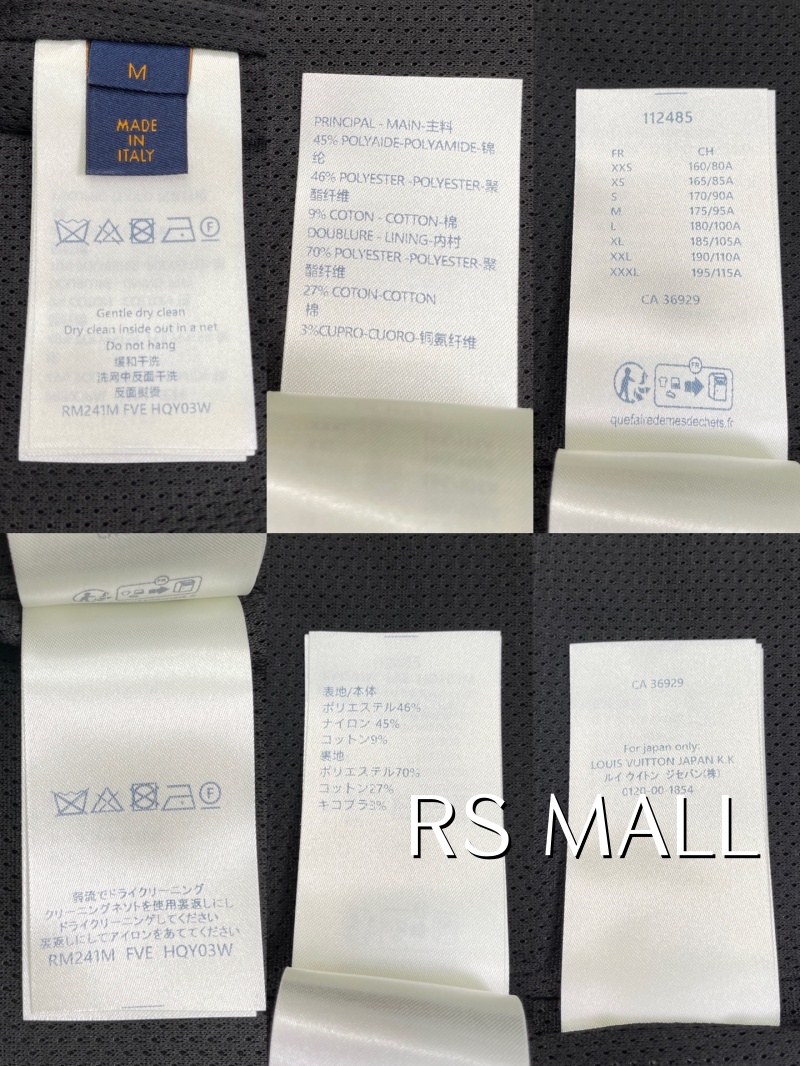 M
MADE
IN
ITALY
F
Gentle dry clean
Dry clean inside out in a net
Do not hang
缓和干洗
洗网中反面干洗
反面熨烫
RM241M FVE HQY03W
PRINCIPAL - MAIN-主料
45% POLYAIDE-POLYAMIDE-锦
纶
46% POLYESTER -POLYESTER-聚
酯纤维
9% COTON - COTTON-棉
DOUBLURE - LINING-内村
70% POLYESTER -POLYESTER-聚
酯纤维
27% COTON-COTTON
棉
3%CUPRO-CUORO-铜氨纤维
112485
FR CH
XXS 160/80A
XS 165/85A
S 170/90A
M 175/95A
L 180/100A
XL 185/105A
XXL 190/110A
XXXL 195/115A
CA 36929
FR
quefairedemesdechets.fr
F
弱流でドライクリーニング
クリーニングネソトを使用裏返しにし
ドライクリーニングしてください
裏返しにしてアイロンをあててください
RM241M FVE HQY03W
表地/本体
ポリエステル46%
ナイロン 45%
コットン9%
裏地
ポリエステル70%
コットン27%
キコプラ3%
CA 36929
For japan only:
LOUIS VUITTON JAPAN K.K
ルイ ウイトン ジセパン(株)
0120-00-1854
RS MALL